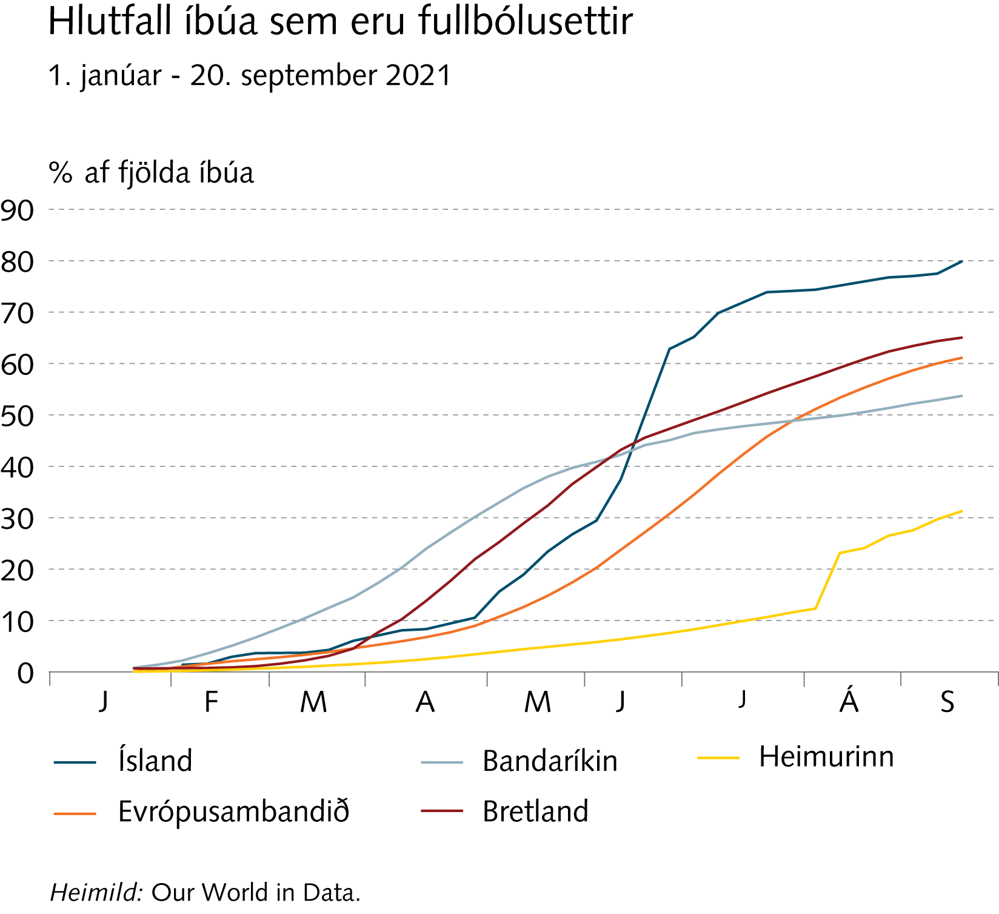 Hlutfall íbúa sem eru fullbólusettir
1. janúar - 20. september 2021
% af fjölda íbúa
90
80
70
60
50
40
30
20
10
0
J F M A M J J Á S
Ísland Bandaríkin Heimurinn
Evrópusambandið Bretland
Heimild: Our World in Data.